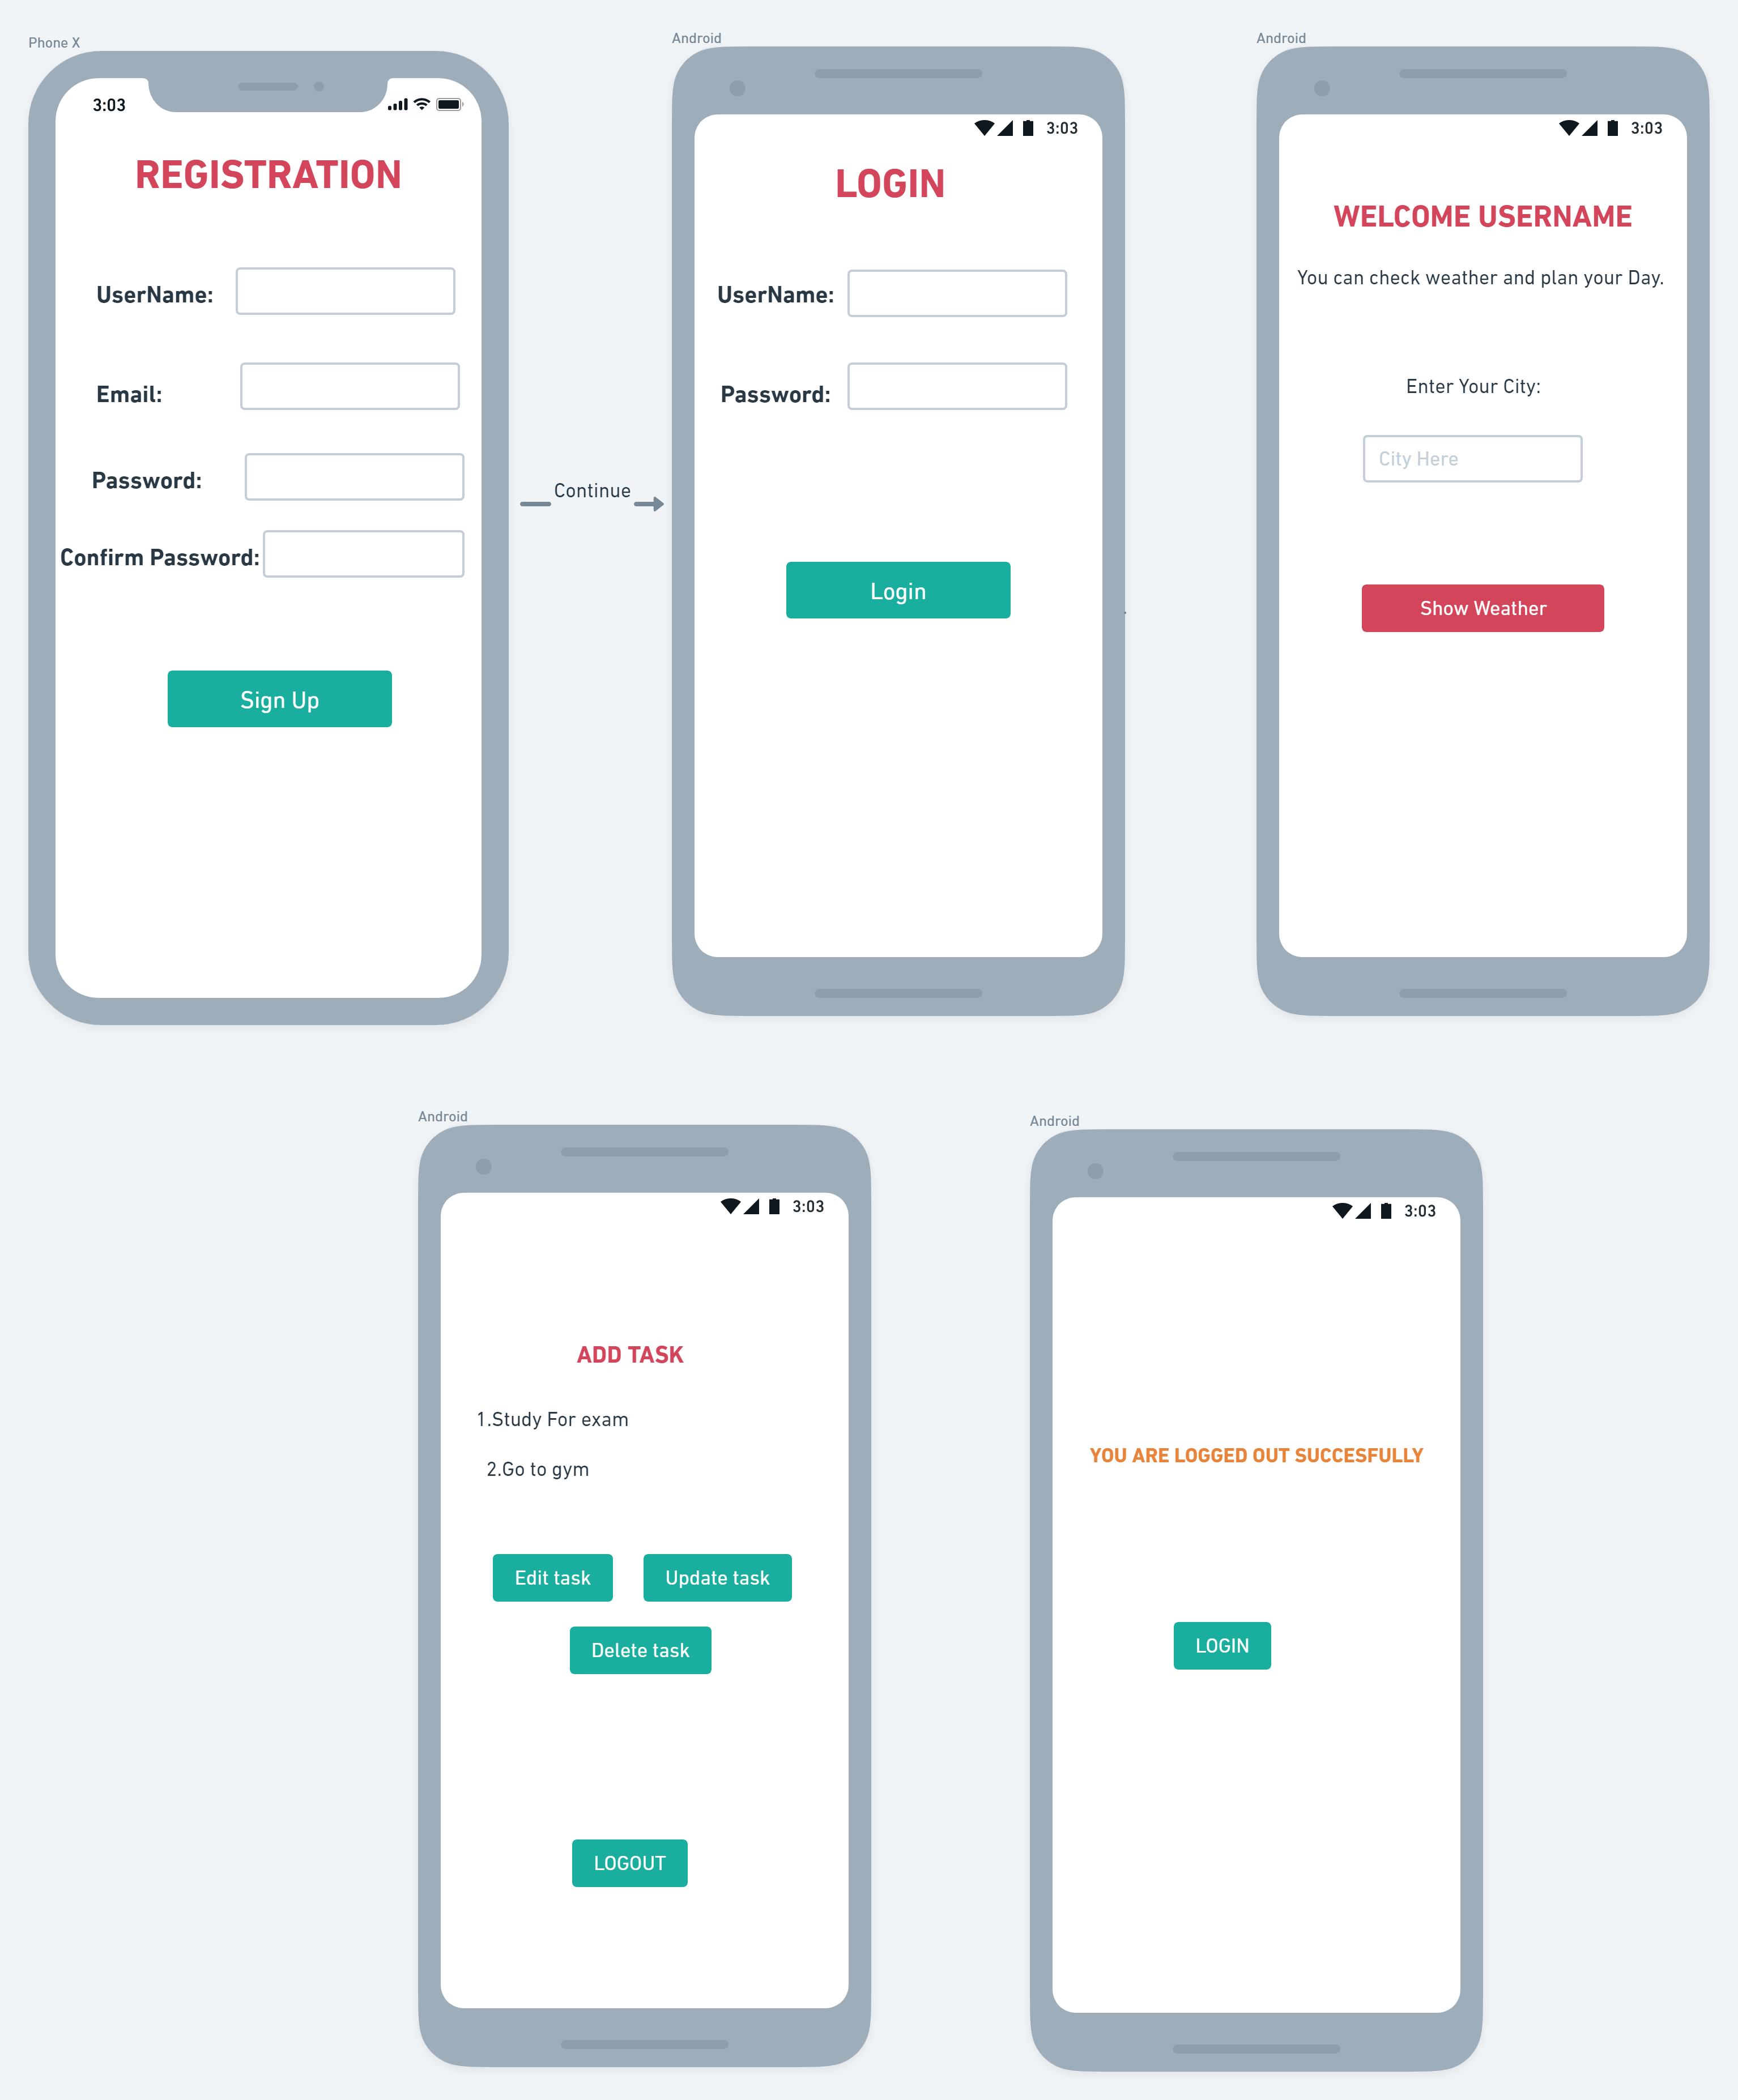 Phone X
3:03
REGISTRATION
UserName:
Email:
Password:
Confirm Password:
Sign Up
Continue
Android
3:03
LOGIN
UserName:
Password:
Login
Android
3:03
WELCOME USERNAME
You can check weather and plan your Day.
Enter Your City:
City Here
Show Weather
Android
3:03
ADD TASK
1.Study For exam
2.Go to gym
Edit task
Update task
Delete task
LOGOUT
Android
3:03
YOU ARE LOGGED OUT SUCCESFULLY
LOGIN